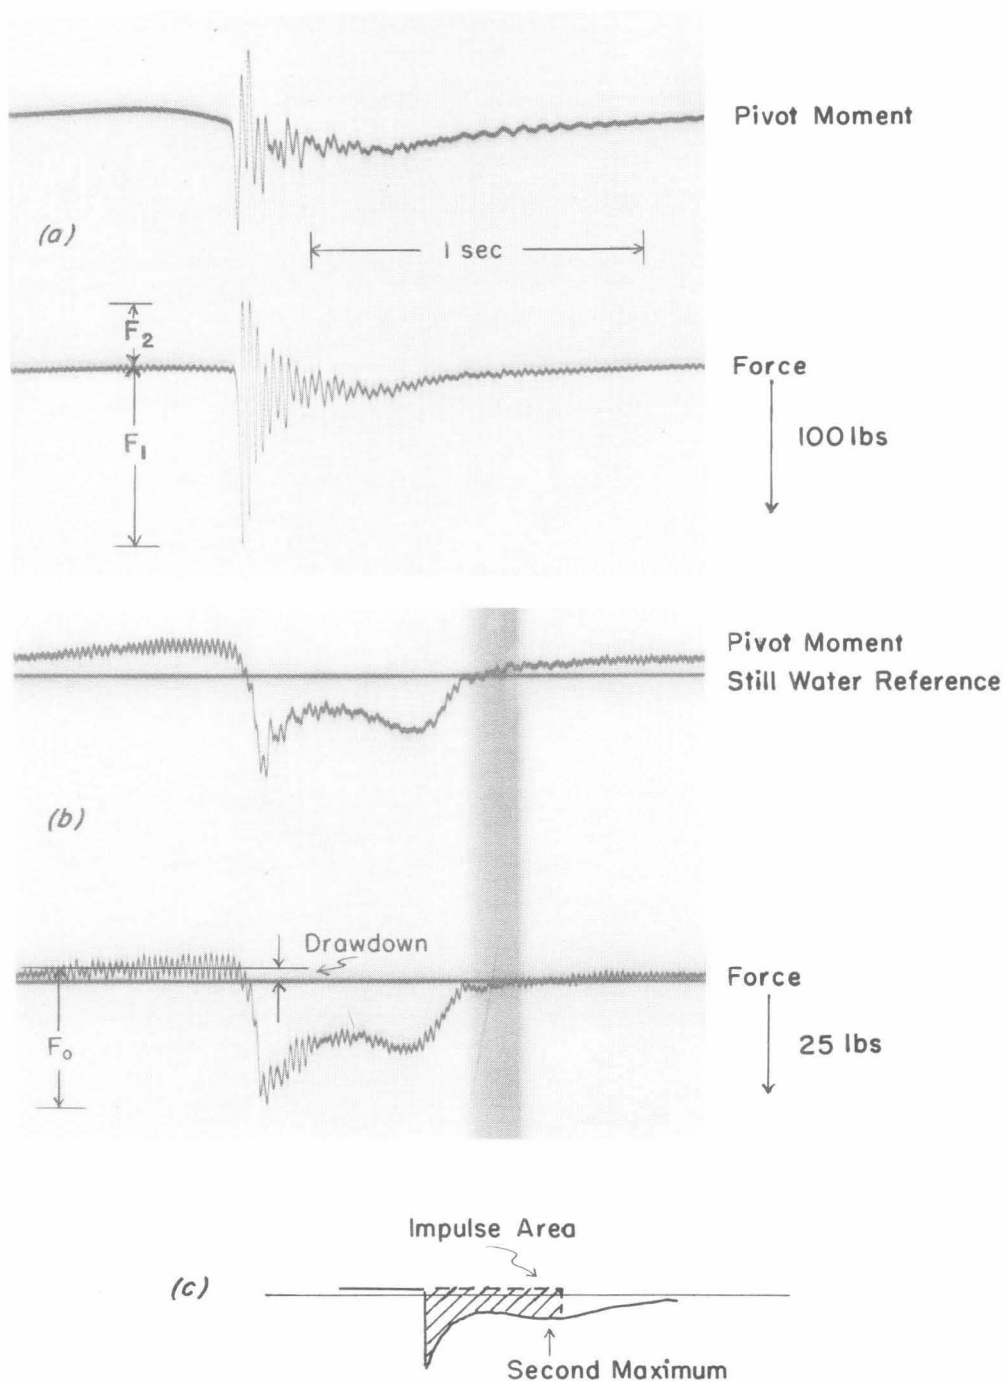 Pivot Moment
(a)
1 sec
F2
Force
F1
100 lbs
Pivot Moment
Still Water Reference
(b)
Drawdown
Force
Fo
25 lbs
Impulse Area
(c)
Second Maximum